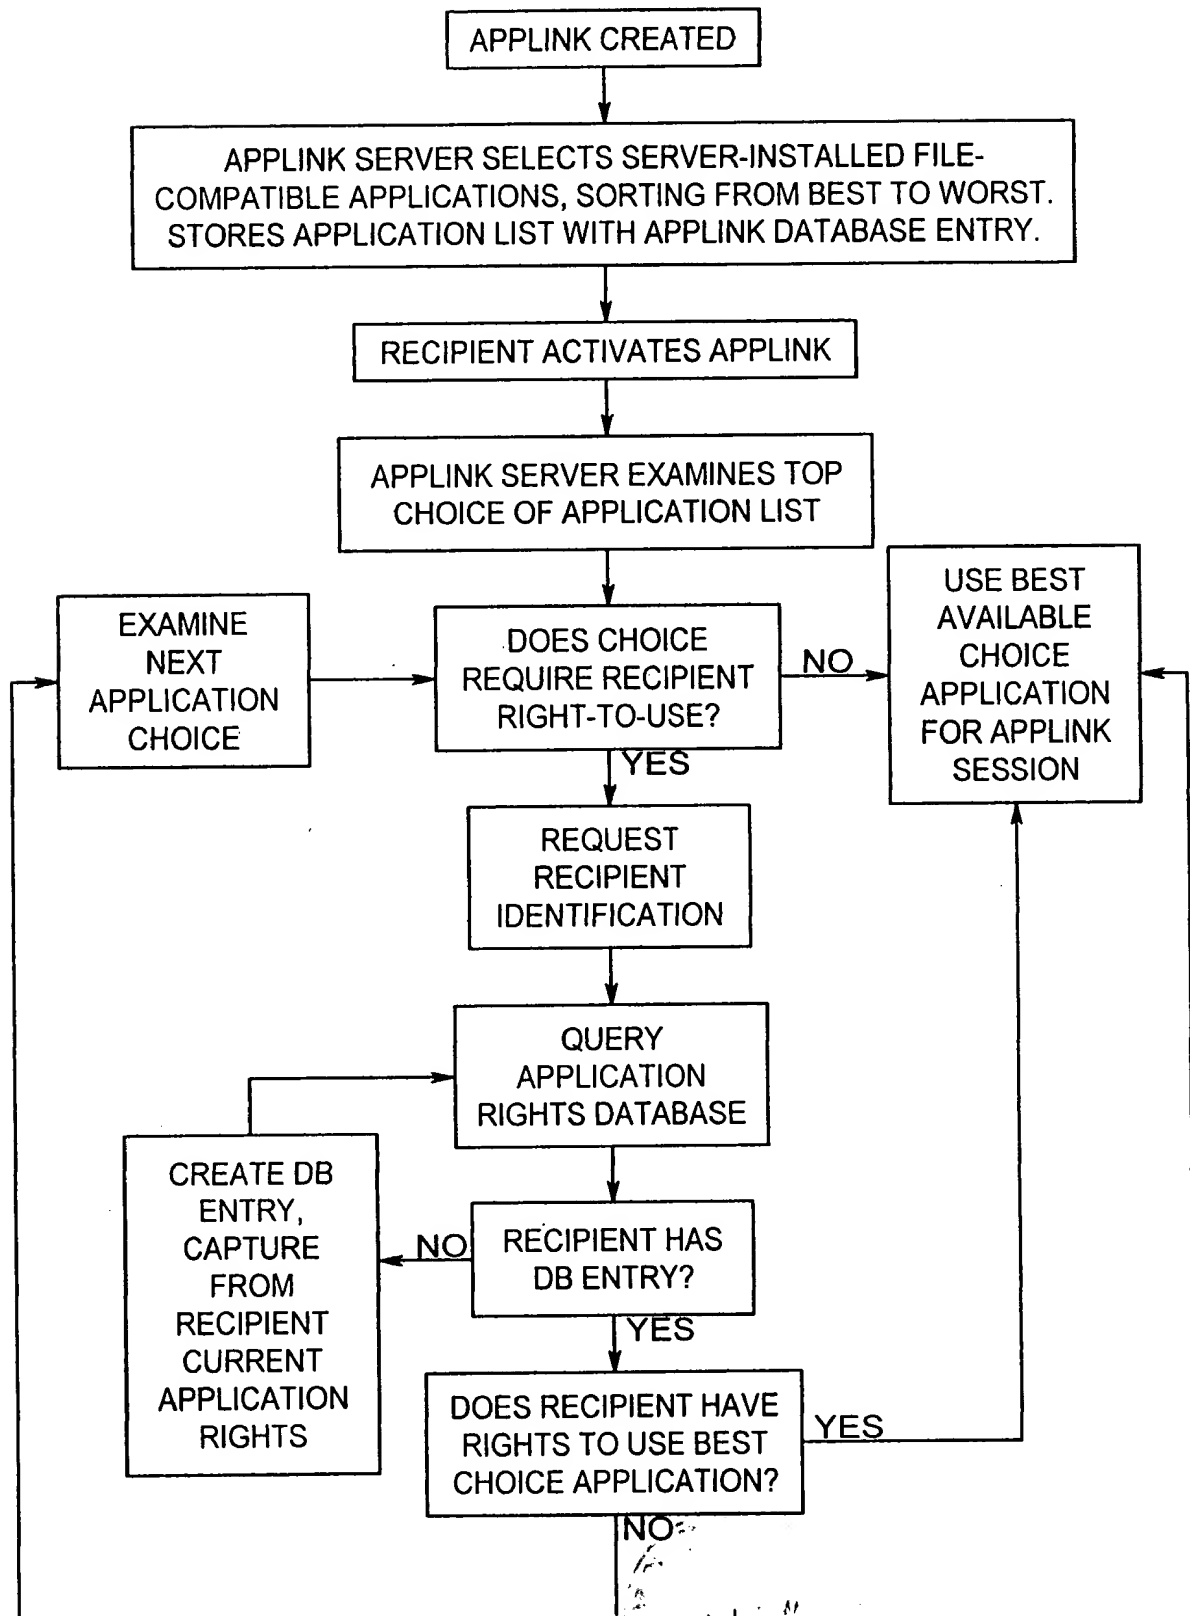 APPLINK CREATED
APPLINK SERVER SELECTS SERVER-INSTALLED FILE-
COMPATIBLE APPLICATIONS, SORTING FROM BEST TO WORST.
STORES APPLICATION LIST WITH APPLINK DATABASE ENTRY.
RECIPIENT ACTIVATES APPLINK
APPLINK SERVER EXAMINES TOP
CHOICE OF APPLICATION LIST
EXAMINE
NEXT
APPLICATION
CHOICE
DOES CHOICE
REQUIRE RECIPIENT
RIGHT-TO-USE?
NO
USE BEST
AVAILABLE
CHOICE
APPLICATION
FOR APPLINK
SESSION
YES
REQUEST
RECIPIENT
IDENTIFICATION
QUERY
APPLICATION
RIGHTS DATABASE
CREATE DB
ENTRY,
CAPTURE
FROM
RECIPIENT
CURRENT
APPLICATION
RIGHTS
NO
RECIPIENT HAS
DB ENTRY?
YES
DOES RECIPIENT HAVE
RIGHTS TO USE BEST
CHOICE APPLICATION?
YES
NO